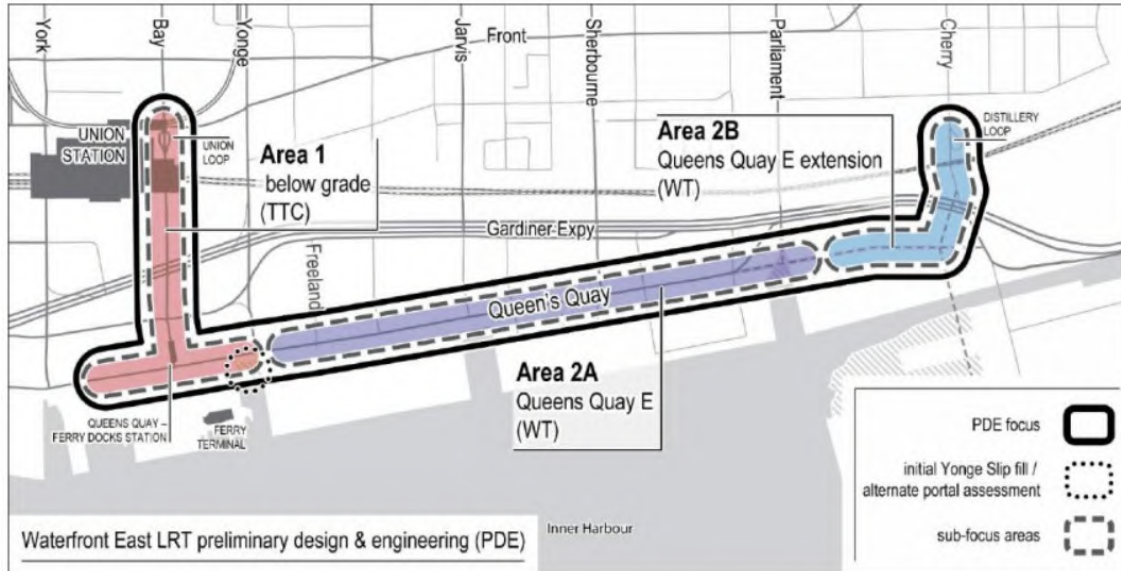 York
Bay
Yonge
Jarvis
Sherbourne
Parliament
Cherry
Front
UNION
STATION
UNION
LOOP
Area 1
below grade
(TTC)
Area 2B
Queens Quay E extension
(WT)
DISTILLERY
LOOP
Gardiner Expy
Freeland
Queen's Quay
Area 2A
Queens Quay E
(WT)
QUEENS QUAY –
FERRY DOCKS STATION
FERRY
TERMINAL
PDE focus
initial Yonge Slip fill /
alternate portal assessment
sub-focus areas
Inner Harbour
Waterfront East LRT preliminary design & engineering (PDE)